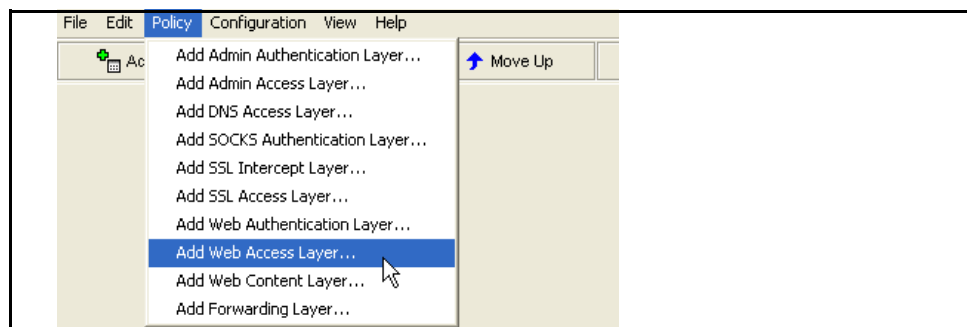 File Edit Policy Configuration View Help
Ac
Move Up
Add Admin Authentication Layer...
Add Admin Access Layer...
Add DNS Access Layer...
Add SOCKS Authentication Layer...
Add SSL Intercept Layer...
Add SSL Access Layer...
Add Web Authentication Layer...
Add Web Access Layer...
Add Web Content Layer...
Add Forwarding Layer...